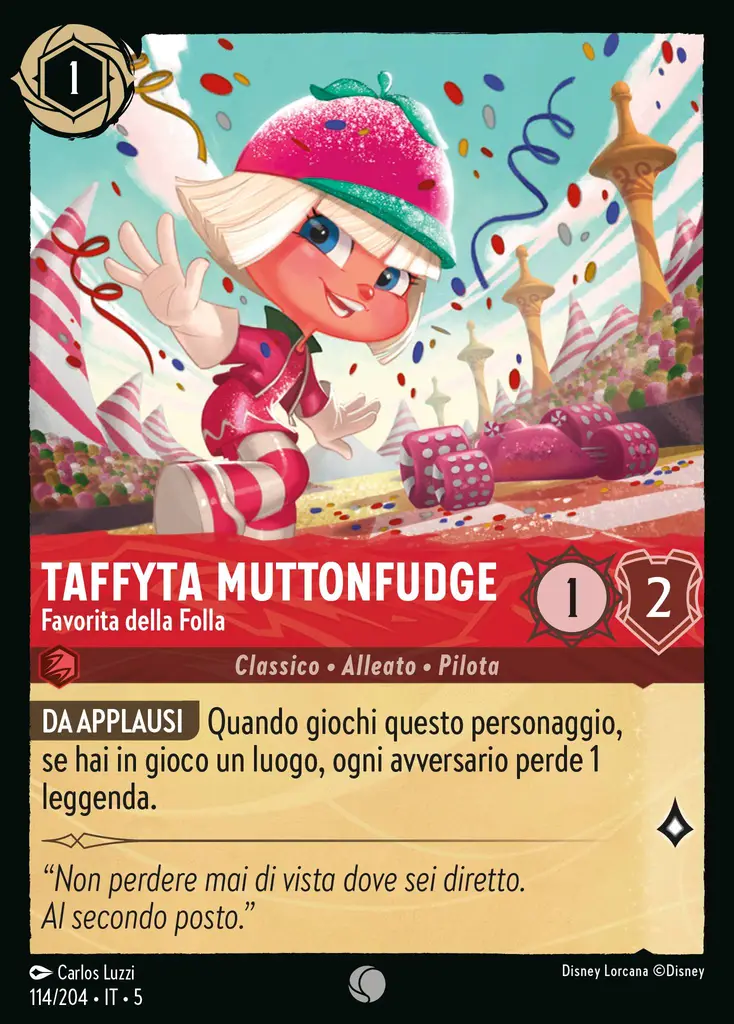 1
TAFFYTA MUTTONFUDGE
Favorita della Folla
1
2
Classico • Alleato • Pilota
DA APPLAUSI Quando giochi questo personaggio,
se hai in gioco un luogo, ogni avversario perde 1
leggenda.
“Non perdere mai di vista dove sei diretto.
Al secondo posto.”
Carlos Luzzi
Disney Lorcana ©Disney
114/204 • IT • 5